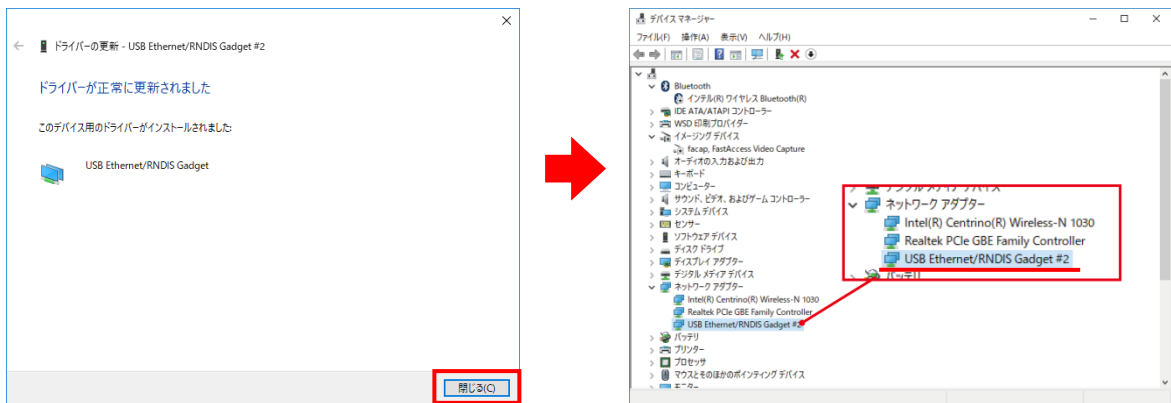 ドライバーの更新 - USB Ethernet/RNDIS Gadget #2
ドライバーが正常に更新されました
このデバイス用のドライバーがインストールされました:
USB Ethernet/RNDIS Gadget
閉じる(C)
デバイス マネージャー
ファイル(F) 操作(A) 表示(V) ヘルプ(H)
Bluetooth
インテル(R) ワイヤレス Bluetooth(R)
IDE ATA/ATAPI コントローラー
WSD 印刷プロバイダー
イメージング デバイス
facap, FastAccess Video Capture
オーディオの入力および出力
キーボード
コンピューター
サウンド、ビデオ、およびゲーム コントローラー
システム デバイス
センサー
ソフトウェア デバイス
ディスク ドライブ
ディスプレイ アダプター
デジタル メディア デバイス
ネットワーク アダプター
Intel(R) Centrino(R) Wireless-N 1030
Realtek PCIe GBE Family Controller
USB Ethernet/RNDIS Gadget #2
バッテリ
プリンター
プロセッサ
マウスとそのほかのポインティング デバイス
モニター
デジタル メディア デバイス
ネットワーク アダプター
Intel(R) Centrino(R) Wireless-N 1030
Realtek PCIe GBE Family Controller
USB Ethernet/RNDIS Gadget #2
バッテリ